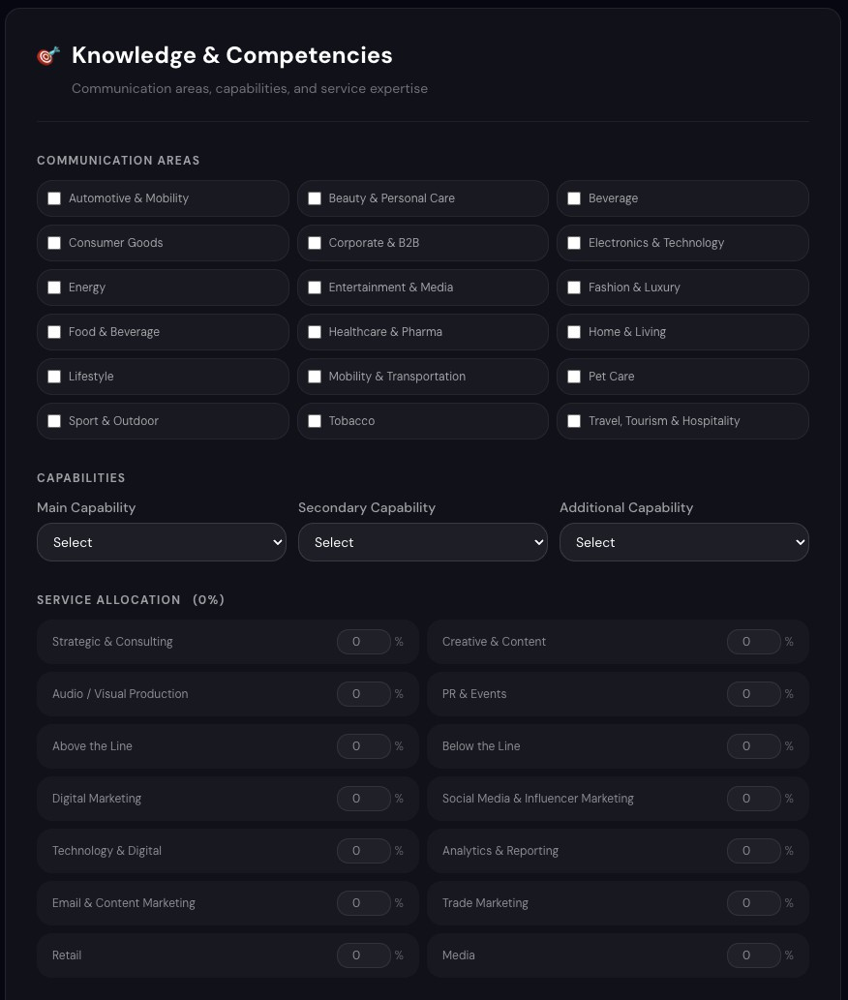 Knowledge & Competencies
Communication areas, capabilities, and service expertise
COMMUNICATION AREAS
Automotive & Mobility
Beauty & Personal Care
Beverage
Consumer Goods
Corporate & B2B
Electronics & Technology
Energy
Entertainment & Media
Fashion & Luxury
Food & Beverage
Healthcare & Pharma
Home & Living
Lifestyle
Mobility & Transportation
Pet Care
Sport & Outdoor
Tobacco
Travel, Tourism & Hospitality
CAPABILITIES
Main Capability
Secondary Capability
Additional Capability
Select
Select
Select
SERVICE ALLOCATION (0%)
Strategic & Consulting 0 %
Creative & Content 0 %
Audio / Visual Production 0 %
PR & Events 0 %
Above the Line 0 %
Below the Line 0 %
Digital Marketing 0 %
Social Media & Influencer Marketing 0 %
Technology & Digital 0 %
Analytics & Reporting 0 %
Email & Content Marketing 0 %
Trade Marketing 0 %
Retail 0 %
Media 0 %